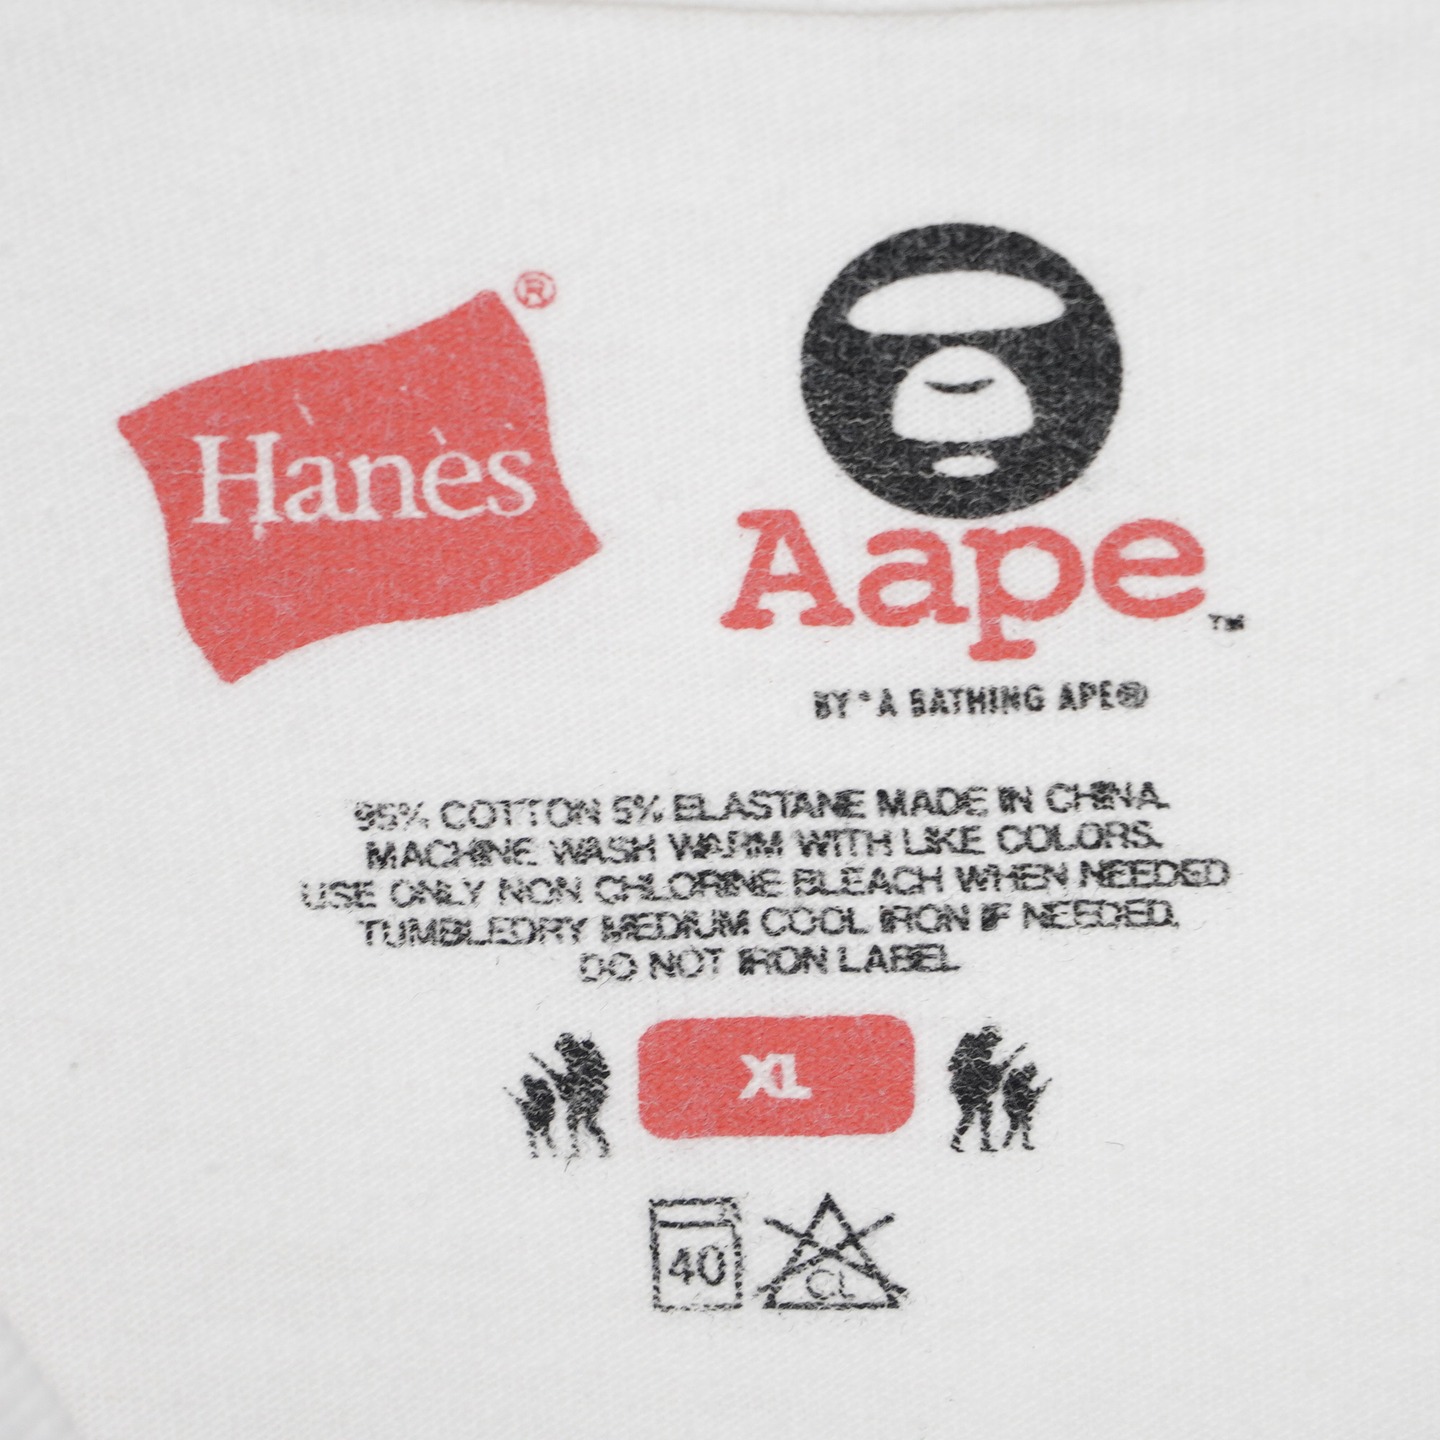 Hanes®
Aape™
BY *A BATHING APE®
95% COTTON 5% ELASTANE MADE IN CHINA.
MACHINE WASH WARM WITH LIKE COLORS.
USE ONLY NON CHLORINE BLEACH WHEN NEEDED
TUMBLEDRY MEDIUM COOL IRON IF NEEDED.
DO NOT IRON LABEL
XL
40
CL